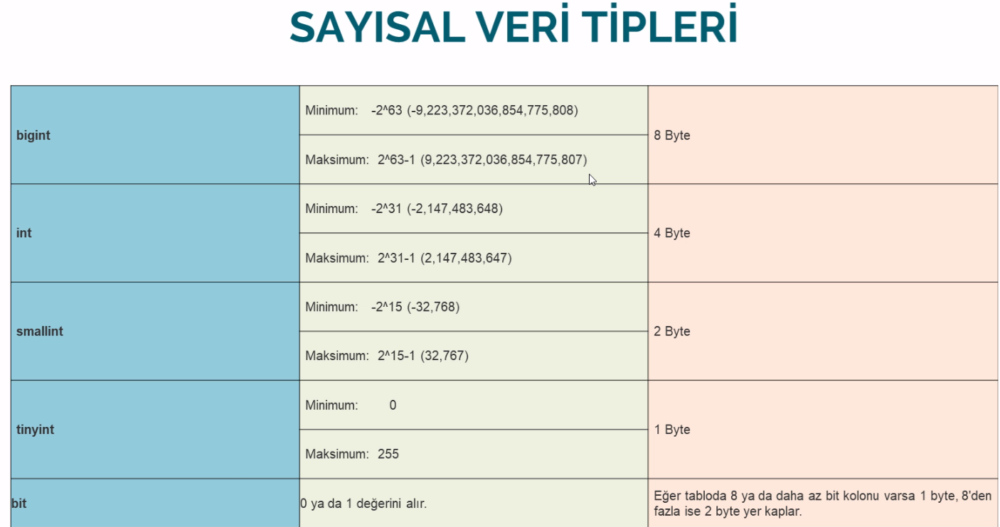 SAYISAL VERİ TİPLERİ
bigint
Minimum: -2^63 (-9,223,372,036,854,775,808)
Maksimum: 2^63-1 (9,223,372,036,854,775,807)
8 Byte
int
Minimum: -2^31 (-2,147,483,648)
Maksimum: 2^31-1 (2,147,483,647)
4 Byte
smallint
Minimum: -2^15 (-32,768)
Maksimum: 2^15-1 (32,767)
2 Byte
tinyint
Minimum: 0
Maksimum: 255
1 Byte
bit
0 ya da 1 değerini alır.
Eğer tabloda 8 ya da daha az bit kolonu varsa 1 byte, 8'den
fazla ise 2 byte yer kaplar.